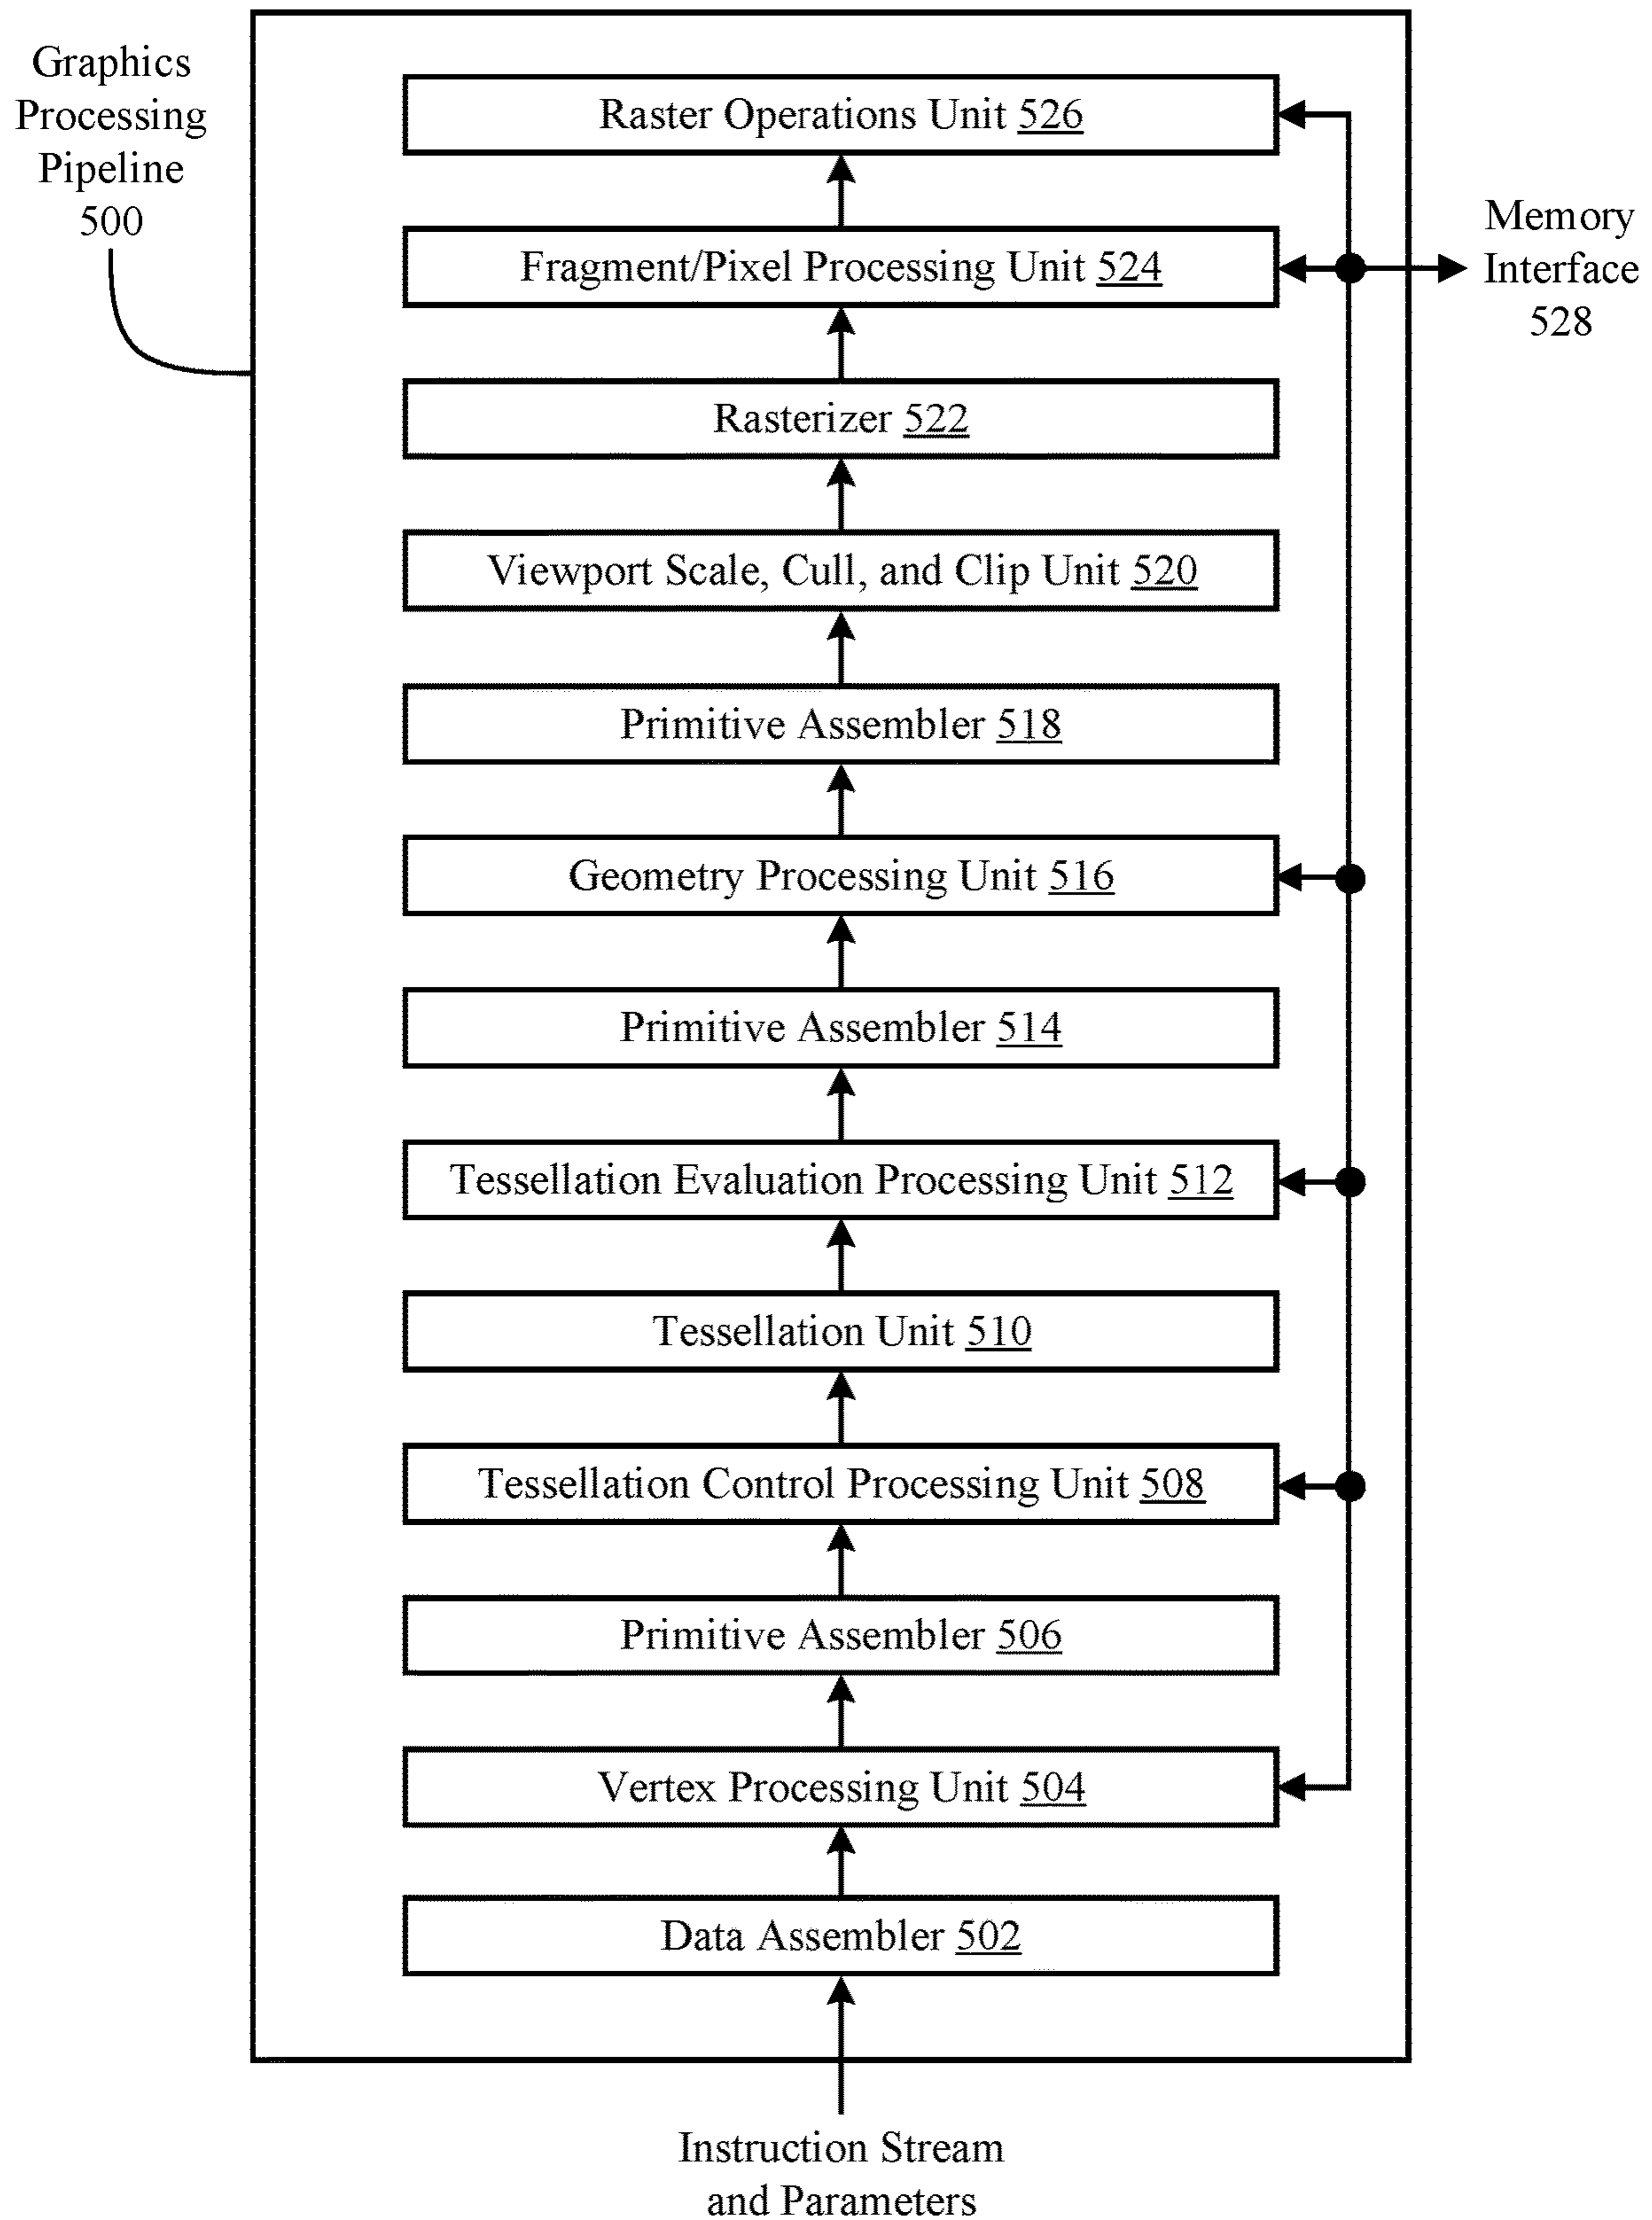 Graphics
Processing
Pipeline
500
Raster Operations Unit 526
Fragment/Pixel Processing Unit 524
Memory
Interface
528
Rasterizer 522
Viewport Scale, Cull, and Clip Unit 520
Primitive Assembler 518
Geometry Processing Unit 516
Primitive Assembler 514
Tessellation Evaluation Processing Unit 512
Tessellation Unit 510
Tessellation Control Processing Unit 508
Primitive Assembler 506
Vertex Processing Unit 504
Data Assembler 502
Instruction Stream
and Parameters